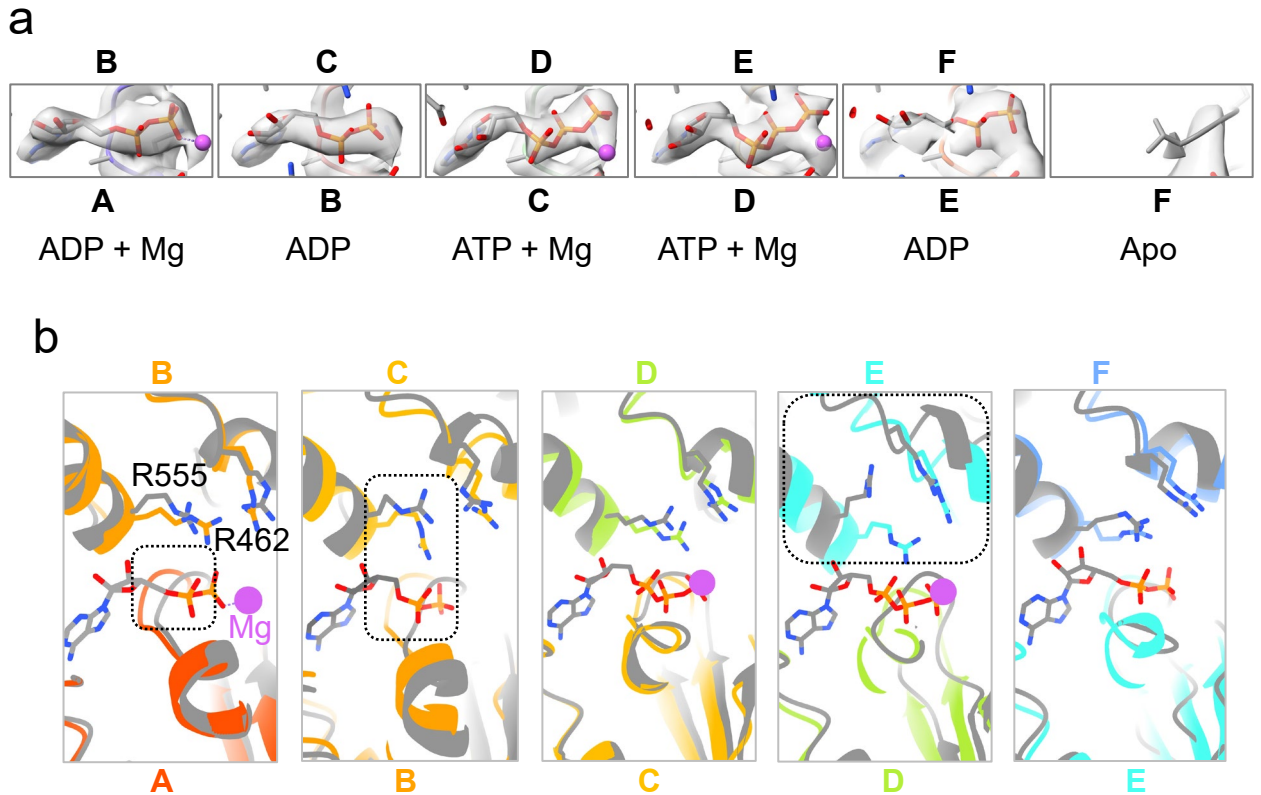 a
B C D E F
A B C D E F
ADP + Mg ADP ATP + Mg ATP + Mg ADP Apo
b
B C D E F
R555
R462
Mg
A B C D E